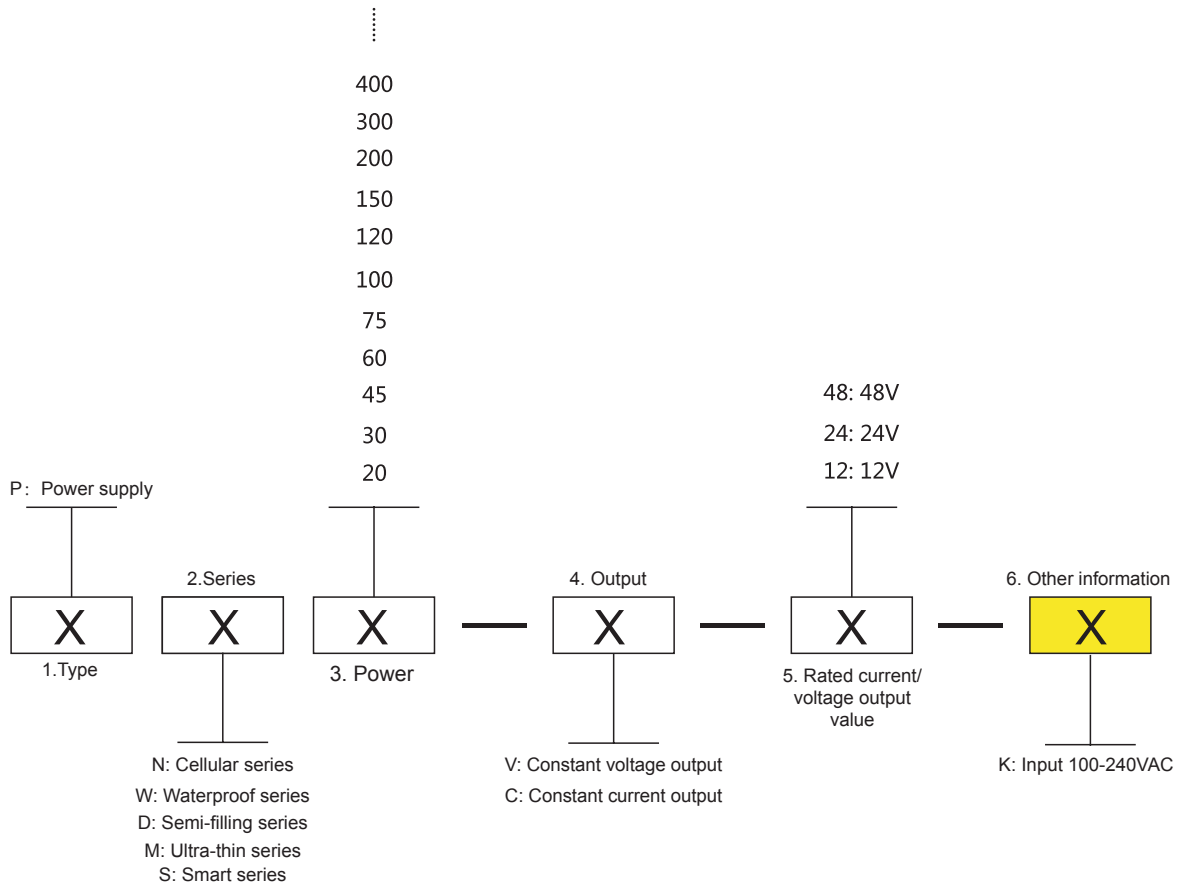 400
300
200
150
120
100
75
60
45
30
20
48: 48V
24: 24V
12: 12V
P: Power supply
2.Series
4. Output
6. Other information
X X X — X — X — X
1.Type
3. Power
5. Rated current/
voltage output
value
N: Cellular series
W: Waterproof series
D: Semi-filling series
M: Ultra-thin series
S: Smart series
V: Constant voltage output
C: Constant current output
K: Input 100-240VAC